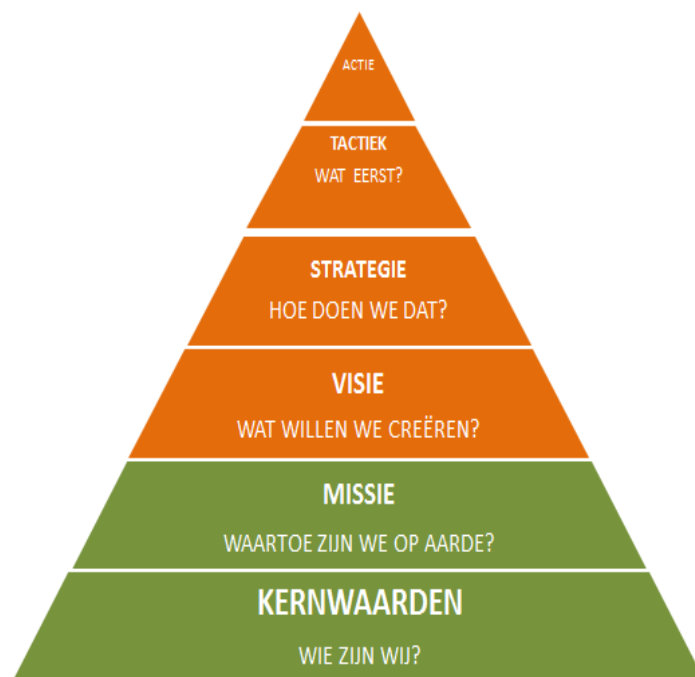 ACTIE
TACTIEK
WAT EERST?
STRATEGIE
HOE DOEN WE DAT?
VISIE
WAT WILLEN WE CREËREN?
MISSIE
WAARTOE ZIJN WE OP AARDE?
KERNWAARDEN
WIE ZIJN WIJ?